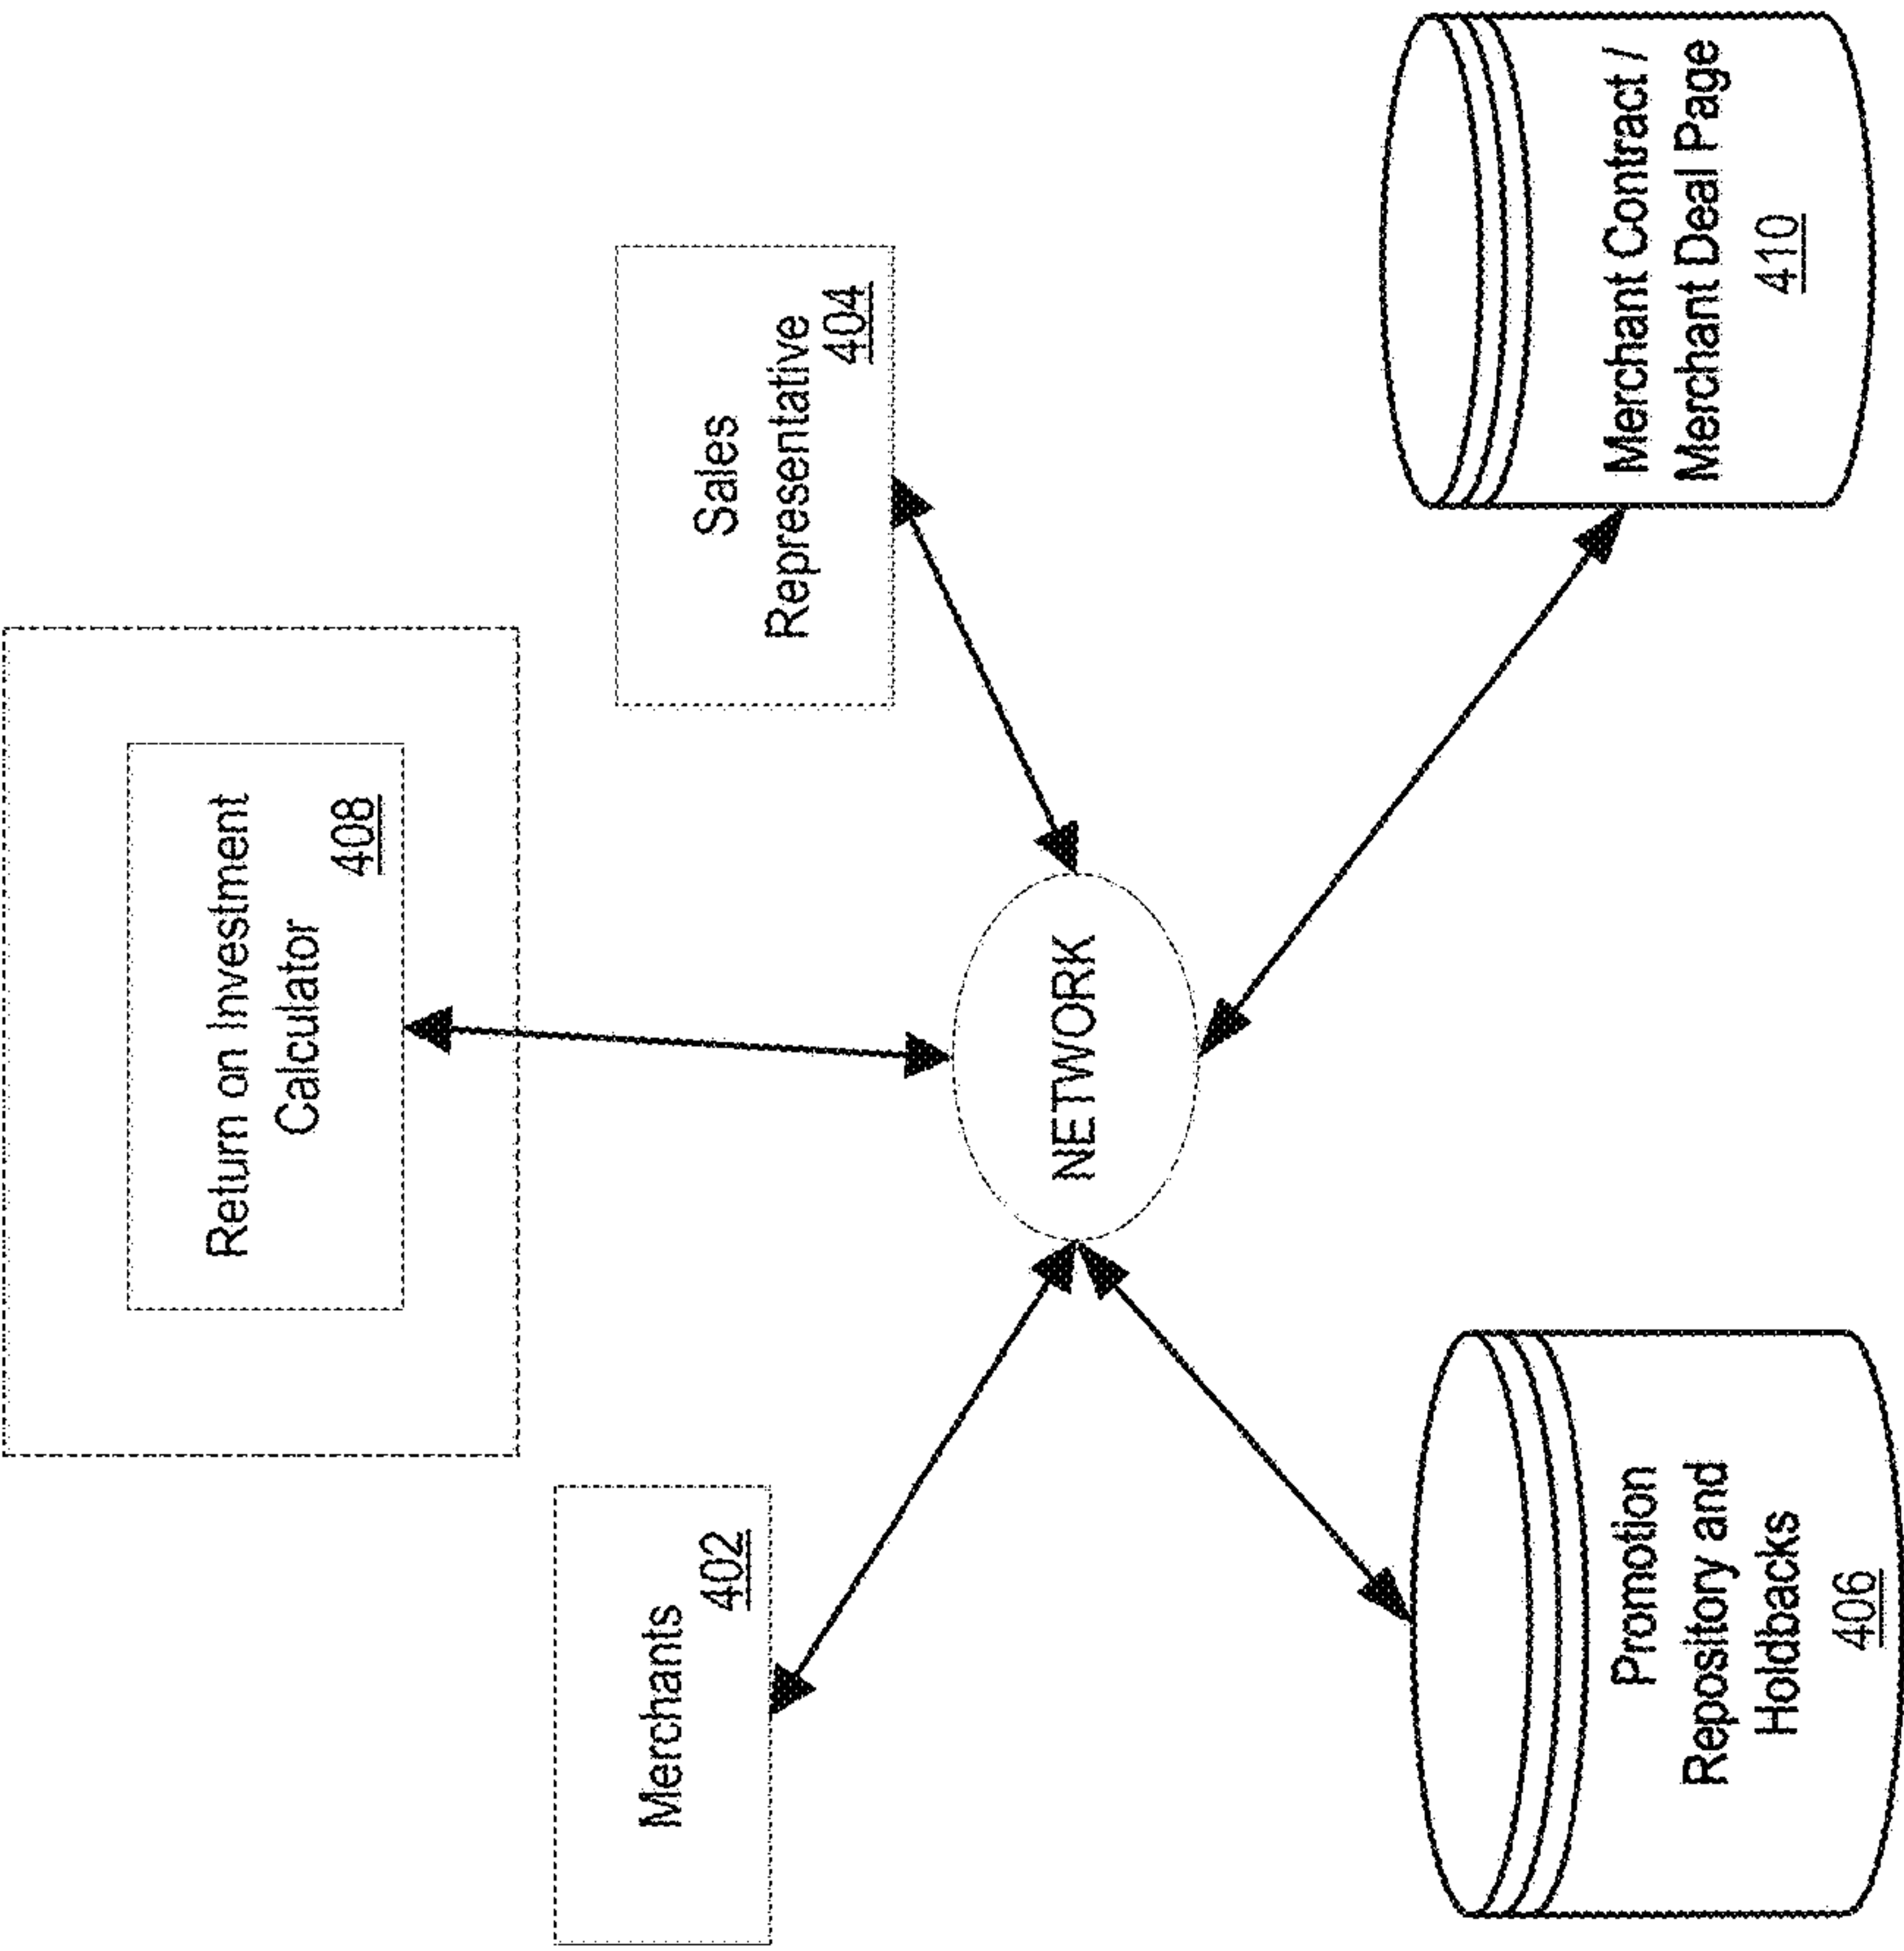 Return on Investment
Calculator
408
Merchants
402
Sales
Representative
404
NETWORK
Promotion
Repository and
Holdbacks
406
Merchant Contract /
Merchant Deal Page
410